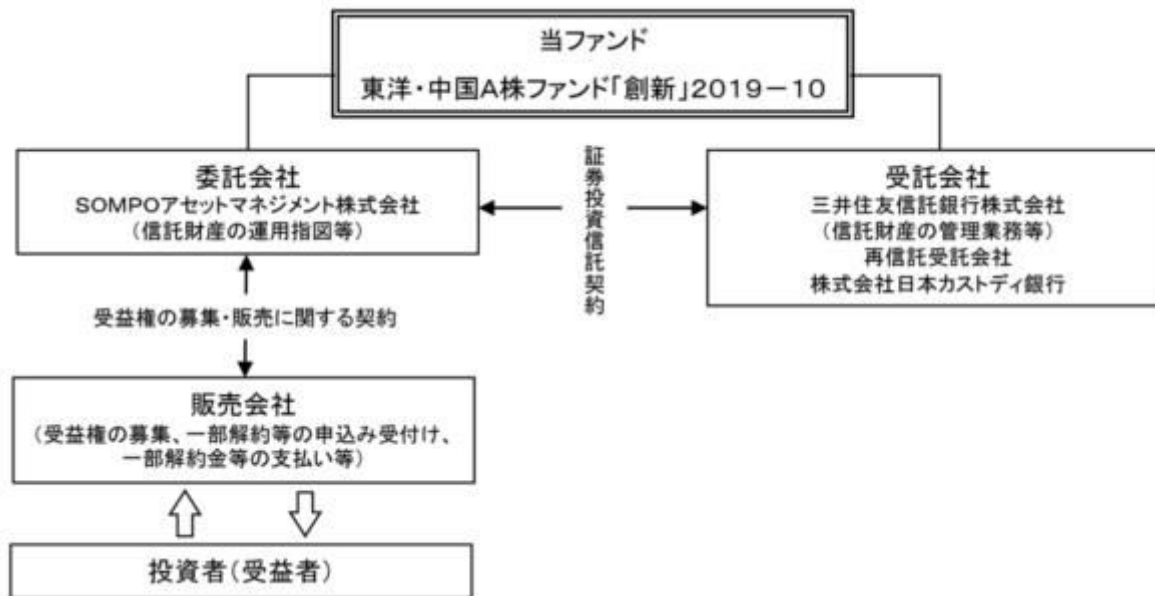 当ファンド
東洋・中国A株ファンド「創新」2019－10
委託会社
SOMPOアセットマネジメント株式会社
（信託財産の運用指図等）
証券投資信託契約
受託会社
三井住友信託銀行株式会社
（信託財産の管理業務等）
再信託受託会社
株式会社日本カストディ銀行
受益権の募集・販売に関する契約
販売会社
（受益権の募集、一部解約等の申込み受付け、
一部解約金等の支払い等）
投資者（受益者）